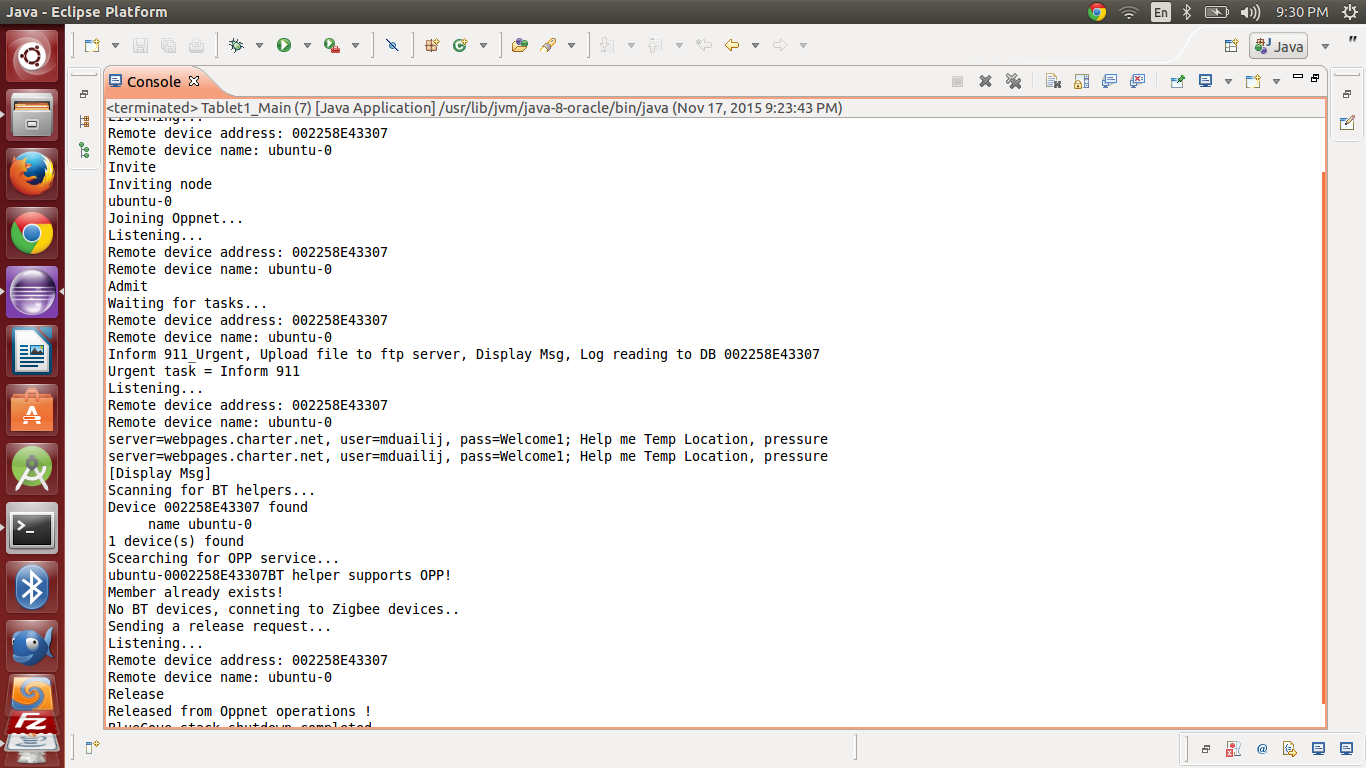 Java - Eclipse Platform
En
9:30 PM
Java
Console
<terminated> Tablet1_Main (7) [Java Application] /usr/lib/jvm/java-8-oracle/bin/java (Nov 17, 2015 9:23:43 PM)
Listening...
Remote device address: 002258E43307
Remote device name: ubuntu-0
Invite
Inviting node
ubuntu-0
Joining Oppnet...
Listening...
Remote device address: 002258E43307
Remote device name: ubuntu-0
Admit
Waiting for tasks...
Remote device address: 002258E43307
Remote device name: ubuntu-0
Inform 911_Urgent, Upload file to ftp server, Display Msg, Log reading to DB 002258E43307
Urgent task = Inform 911
Listening...
Remote device address: 002258E43307
Remote device name: ubuntu-0
server=webpages.charter.net, user=mduailij, pass=Welcome1; Help me Temp Location, pressure
server=webpages.charter.net, user=mduailij, pass=Welcome1; Help me Temp Location, pressure
[Display Msg]
Scanning for BT helpers...
Device 002258E43307 found
name ubuntu-0
1 device(s) found
Scearching for OPP service...
ubuntu-0002258E43307BT helper supports OPP!
Member already exists!
No BT devices, conneting to Zigbee devices..
Sending a release request...
Listening...
Remote device address: 002258E43307
Remote device name: ubuntu-0
Release
Released from Oppnet operations !
BlueCove stack shutdown completed